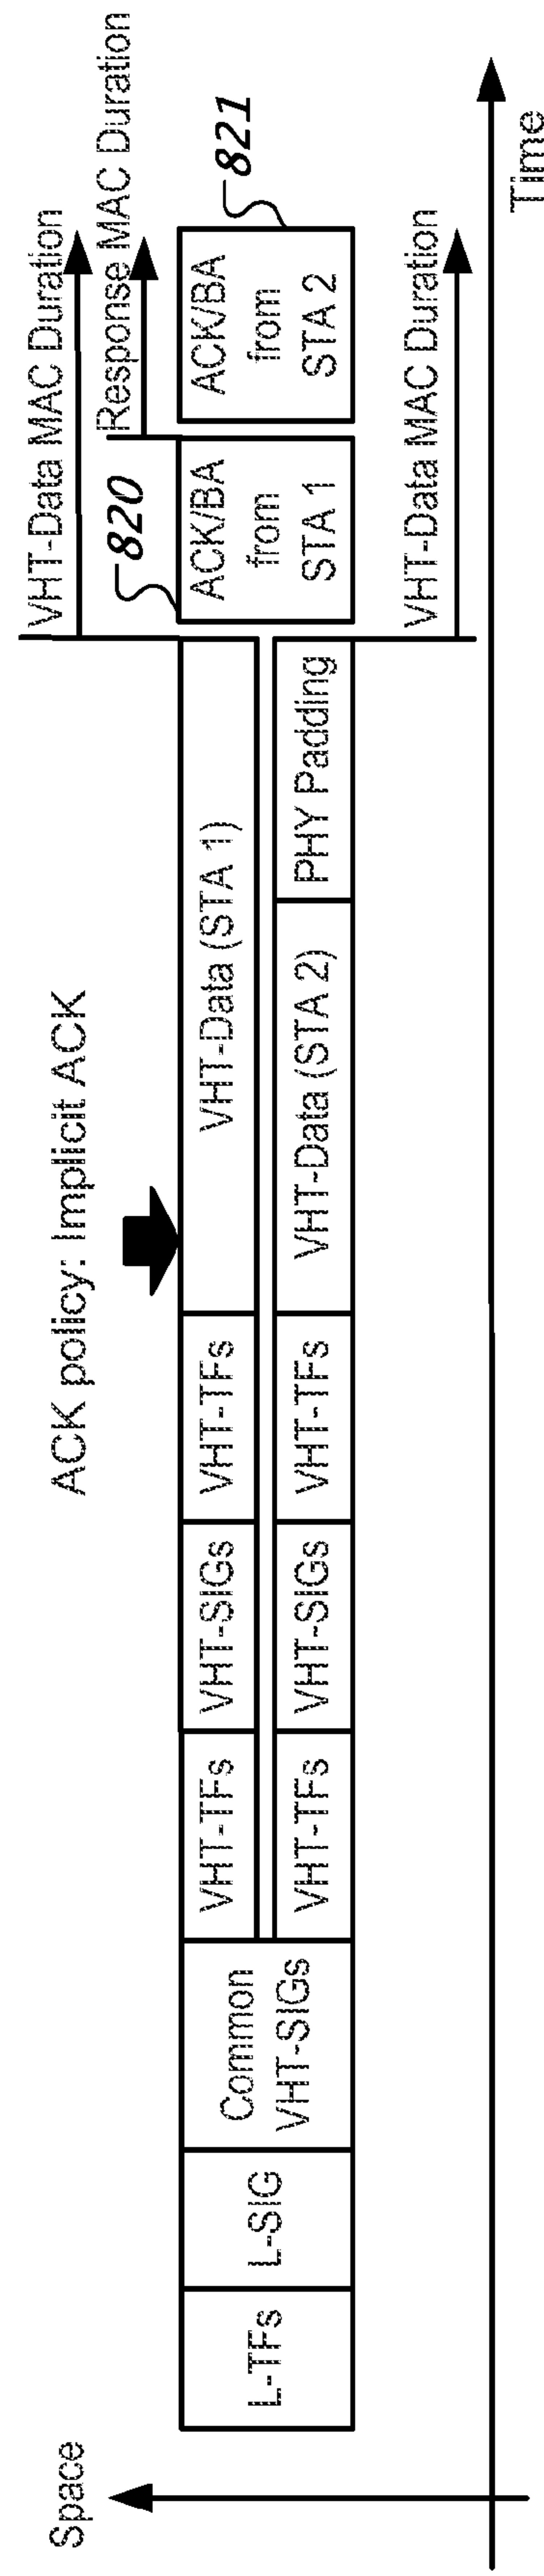 VHT-Data MAC Duration
Response MAC Duration
820
821
ACK policy: Implicit ACK
Space
L-TFs
L-SIG
Common
VHT-SIGs
VHT-TFs
VHT-SIGs
VHT-TFs
VHT-Data (STA 1)
ACK/BA
from
STA 1
ACK/BA
from
STA 2
VHT-TFs
VHT-SIGs
VHT-TFs
VHT-Data (STA 2)
PHY Padding
VHT-Data MAC Duration
Time